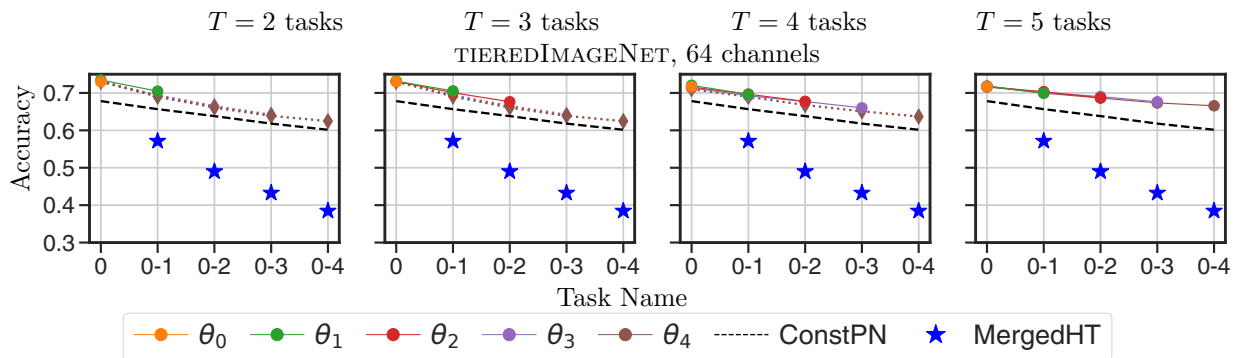 T = 2 tasks T = 3 tasks T = 4 tasks T = 5 tasks
TIEREDIMAGENET, 64 channels
Accuracy
0.7
0.6
0.5
0.4
0.3
0 0-1 0-2 0-3 0-4 0 0-1 0-2 0-3 0-4 0 0-1 0-2 0-3 0-4 0 0-1 0-2 0-3 0-4
Task Name
θ0 θ1 θ2 θ3 θ4 ConstPN MergedHT